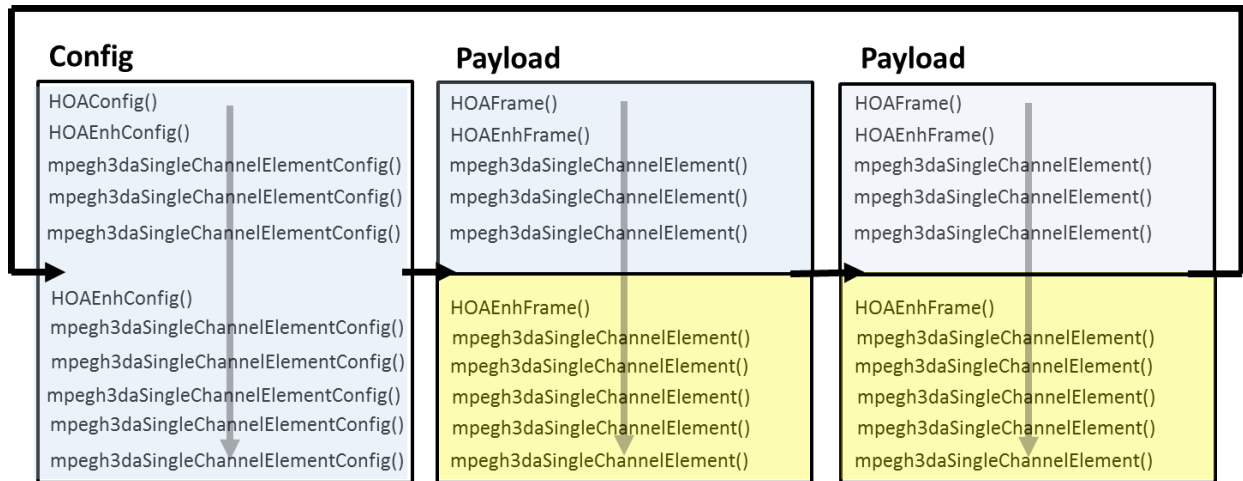 Config
HOAConfig()
HOAEnhConfig()
mpegh3daSingleChannelElementConfig()
mpegh3daSingleChannelElementConfig()
mpegh3daSingleChannelElementConfig()
HOAEnhConfig()
mpegh3daSingleChannelElementConfig()
mpegh3daSingleChannelElementConfig()
mpegh3daSingleChannelElementConfig()
mpegh3daSingleChannelElementConfig()
mpegh3daSingleChannelElementConfig()
Payload
HOAFrame()
HOAEnhFrame()
mpegh3daSingleChannelElement()
mpegh3daSingleChannelElement()
mpegh3daSingleChannelElement()
HOAEnhFrame()
mpegh3daSingleChannelElement()
mpegh3daSingleChannelElement()
mpegh3daSingleChannelElement()
mpegh3daSingleChannelElement()
mpegh3daSingleChannelElement()
Payload
HOAFrame()
HOAEnhFrame()
mpegh3daSingleChannelElement()
mpegh3daSingleChannelElement()
mpegh3daSingleChannelElement()
HOAEnhFrame()
mpegh3daSingleChannelElement()
mpegh3daSingleChannelElement()
mpegh3daSingleChannelElement()
mpegh3daSingleChannelElement()
mpegh3daSingleChannelElement()